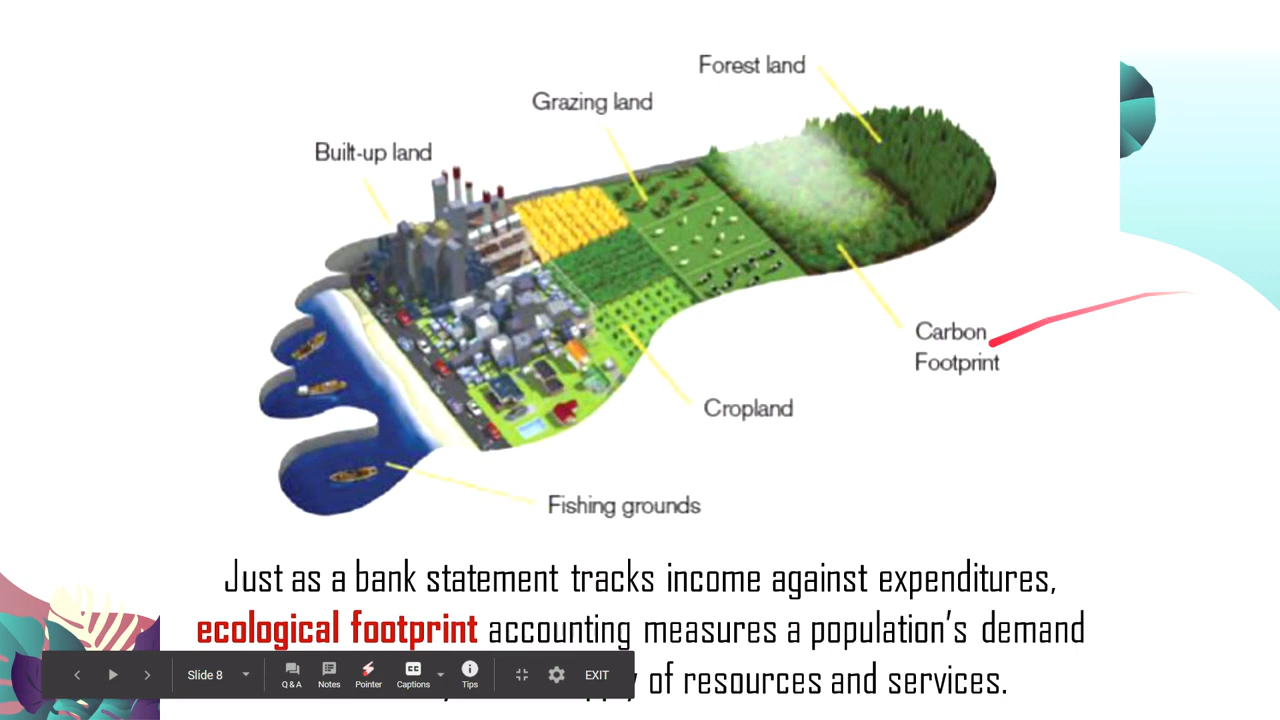 Forest land
Grazing land
Built-up land
Carbon
Footprint
Cropland
Fishing grounds
Just as a bank statement tracks income against expenditures,
ecological footprint accounting measures a population’s demand
of resources and services.
Slide 8
Q & A
Notes
Pointer
Captions
Tips
EXIT